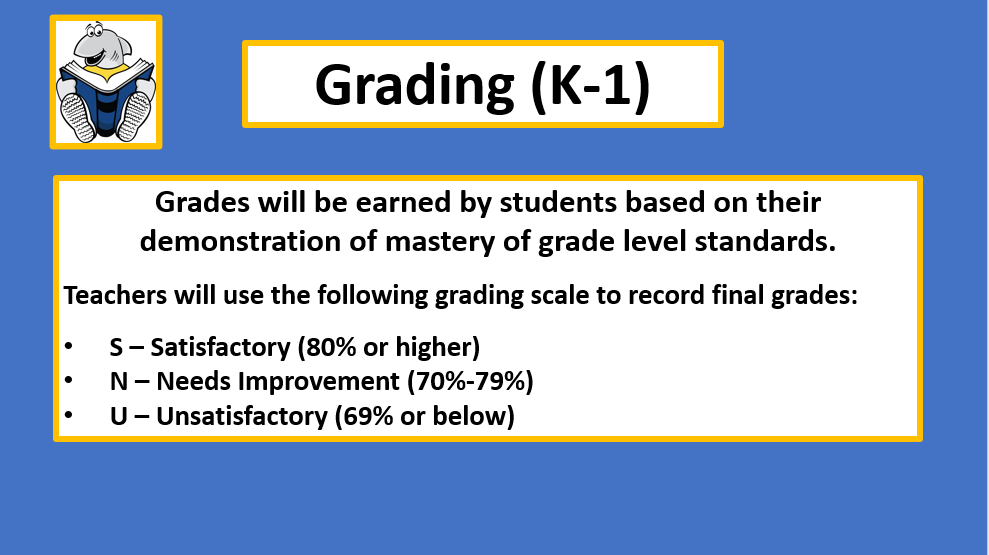 Grading (K-1)
Grades will be earned by students based on their
demonstration of mastery of grade level standards.
Teachers will use the following grading scale to record final grades:
• S – Satisfactory (80% or higher)
• N – Needs Improvement (70%-79%)
• U – Unsatisfactory (69% or below)